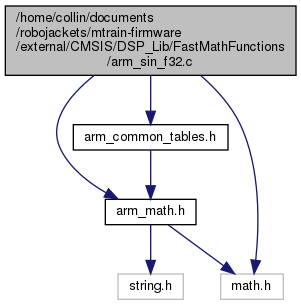 /home/collin/documents
/robojackets/mtrain-firmware
/external/CMSIS/DSP_Lib/FastMathFunctions
/arm_sin_f32.c
arm_common_tables.h
arm_math.h
string.h
math.h